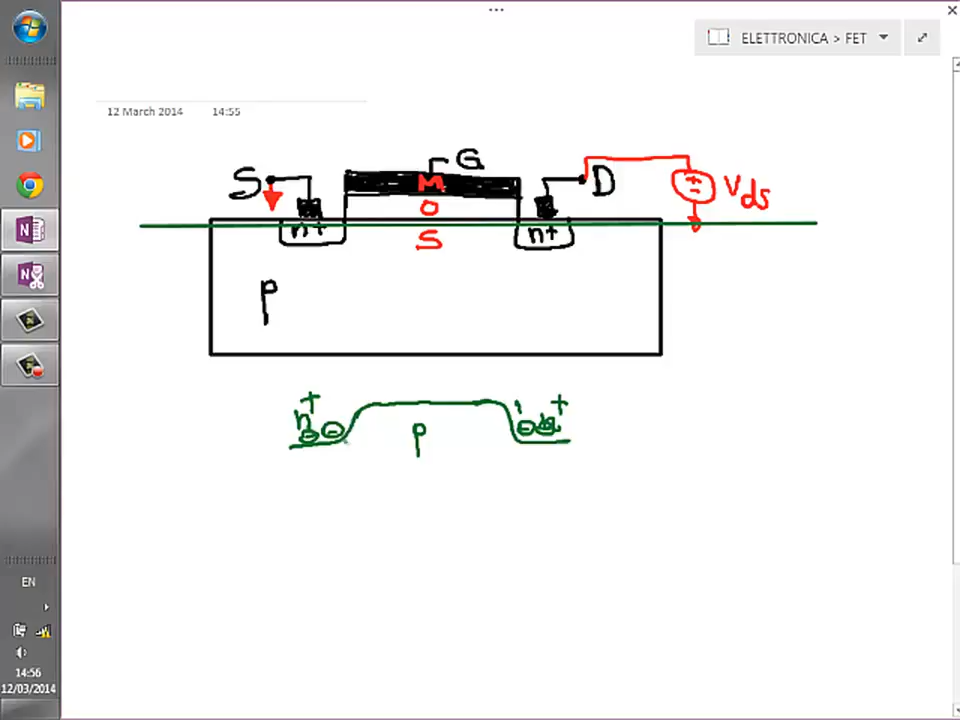 ELETTRONICA > FET
12 March 2014 14:55
S
G
D
M
O
S
+
Vds
n+
n+
p
n+
+
p
EN
14:56
12/03/2014